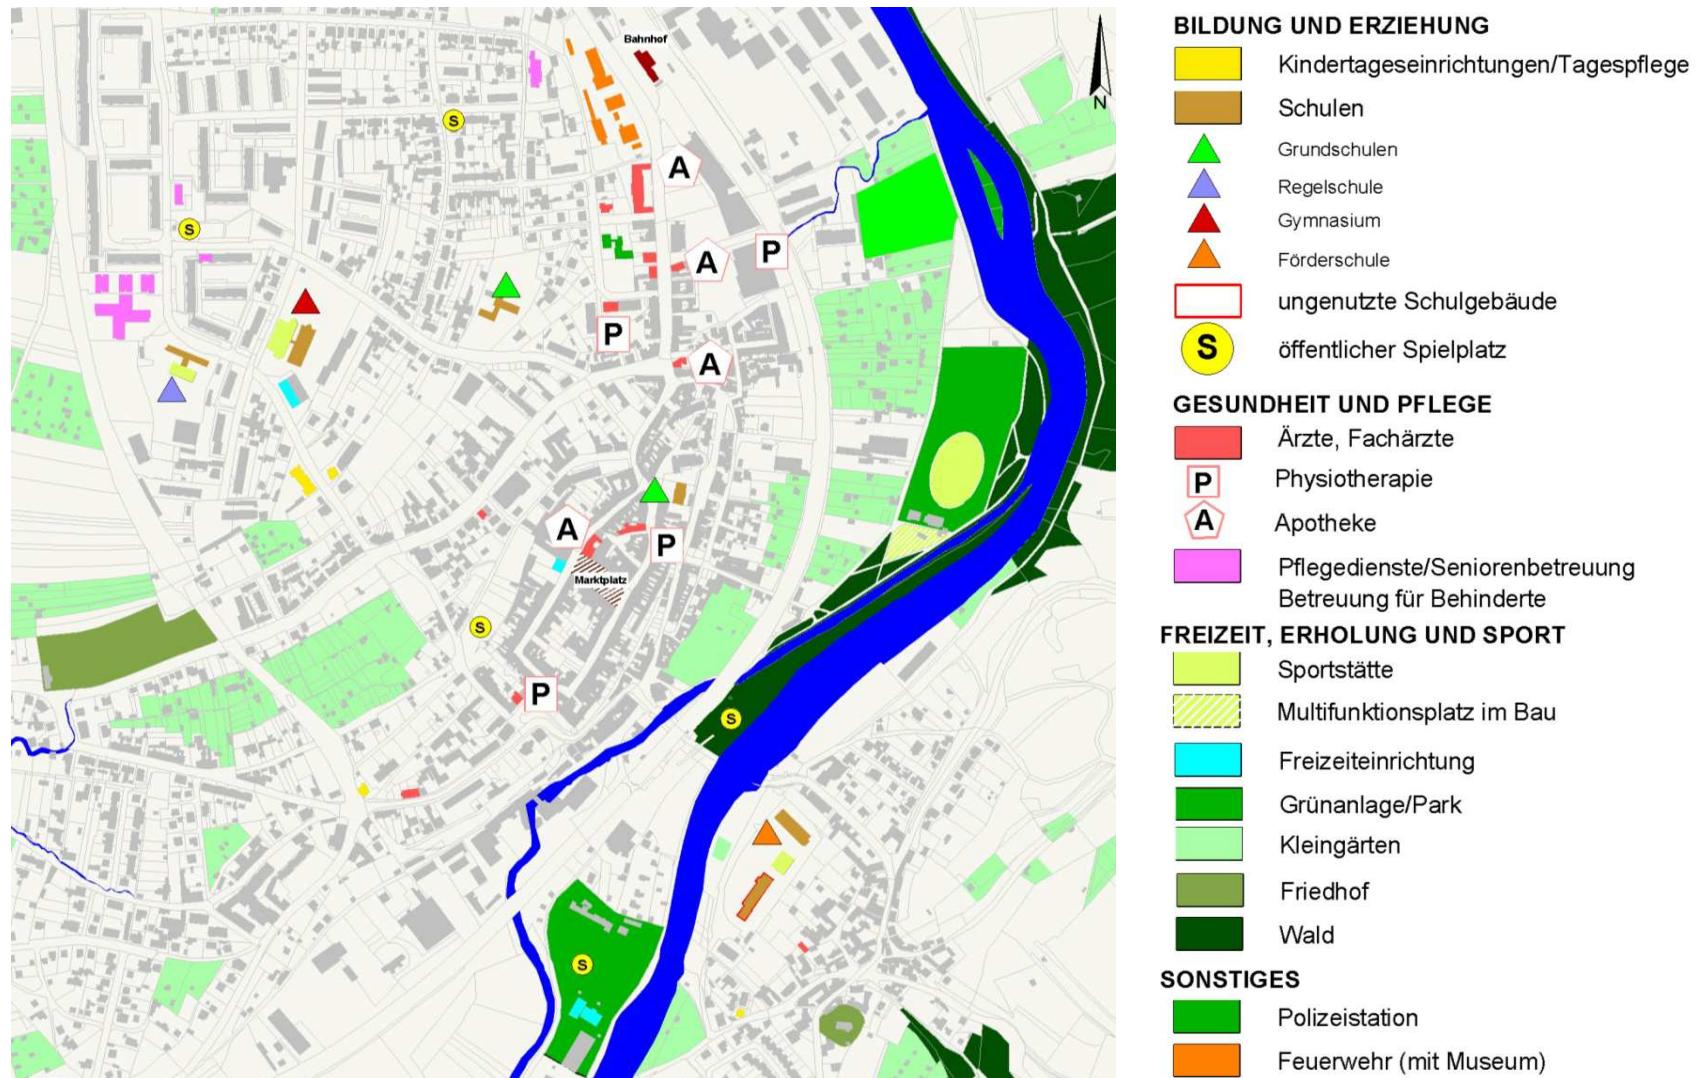 Bahnhof
N
S
A
S
A
P
P
A
A
P
Marktplatz
S
P
S
S
BILDUNG UND ERZIEHUNG
Kindertageseinrichtungen/Tagespflege
Schulen
Grundschulen
Regelschule
Gymnasium
Förderschule
ungenutzte Schulgebäude
S öffentlicher Spielplatz
GESUNDHEIT UND PFLEGE
Ärzte, Fachärzte
P Physiotherapie
A Apotheke
Pflegedienste/Seniorenbetreuung
Betreuung für Behinderte
FREIZEIT, ERHOLUNG UND SPORT
Sportstätte
Multifunktionsplatz im Bau
Freizeiteinrichtung
Grünanlage/Park
Kleingärten
Friedhof
Wald
SONSTIGES
Polizeistation
Feuerwehr (mit Museum)